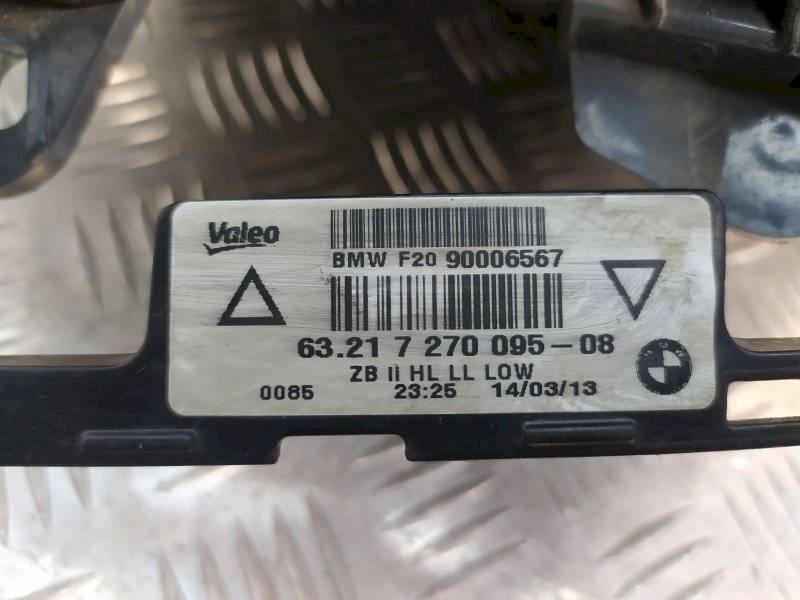 Valeo
BMW F20 90006567
63.21 7 270 095-08
ZB li HL LL LOW
0085 23:25 14/03/13